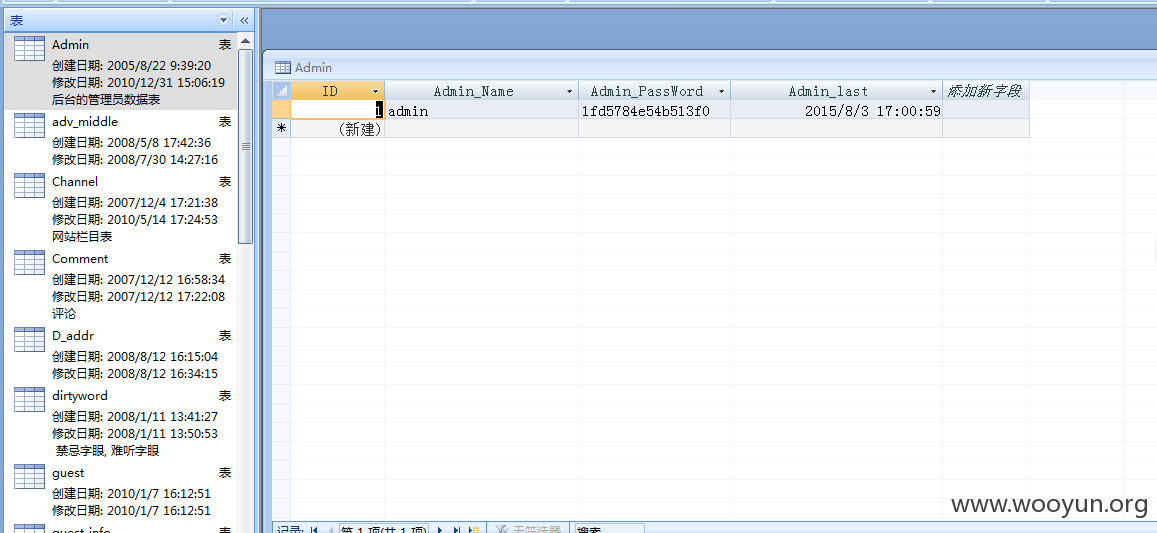 表
Admin 表
创建日期: 2005/8/22 9:39:20
修改日期: 2010/12/31 15:06:19
后台的管理员数据表
adv_middle 表
创建日期: 2008/5/8 17:42:36
修改日期: 2008/7/30 14:27:16
Channel 表
创建日期: 2007/12/4 17:21:38
修改日期: 2010/5/14 17:24:53
网站栏目表
Comment 表
创建日期: 2007/12/12 16:58:34
修改日期: 2007/12/12 17:22:08
评论
D_addr 表
创建日期: 2008/8/12 16:15:04
修改日期: 2008/8/12 16:34:15
dirtyword 表
创建日期: 2008/1/11 13:41:27
修改日期: 2008/1/11 13:50:53
禁忌字眼, 难听字眼
guest 表
创建日期: 2010/1/7 16:12:51
修改日期: 2010/1/7 16:12:51
guest_info 表
Admin
ID Admin_Name Admin_PassWord Admin_last 添加新字段
1 admin 1fd5784e54b513f0 2015/8/3 17:00:59
* (新建)
www.wooyun.org
记录: 第 1 项(共 1 项) 无筛选器 搜索